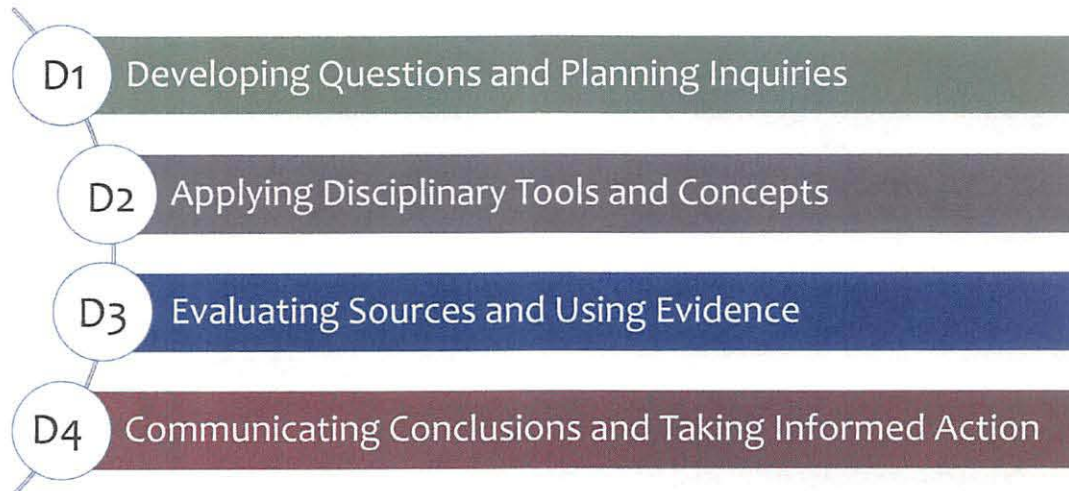 D1 Developing Questions and Planning Inquiries
D2 Applying Disciplinary Tools and Concepts
D3 Evaluating Sources and Using Evidence
D4 Communicating Conclusions and Taking Informed Action